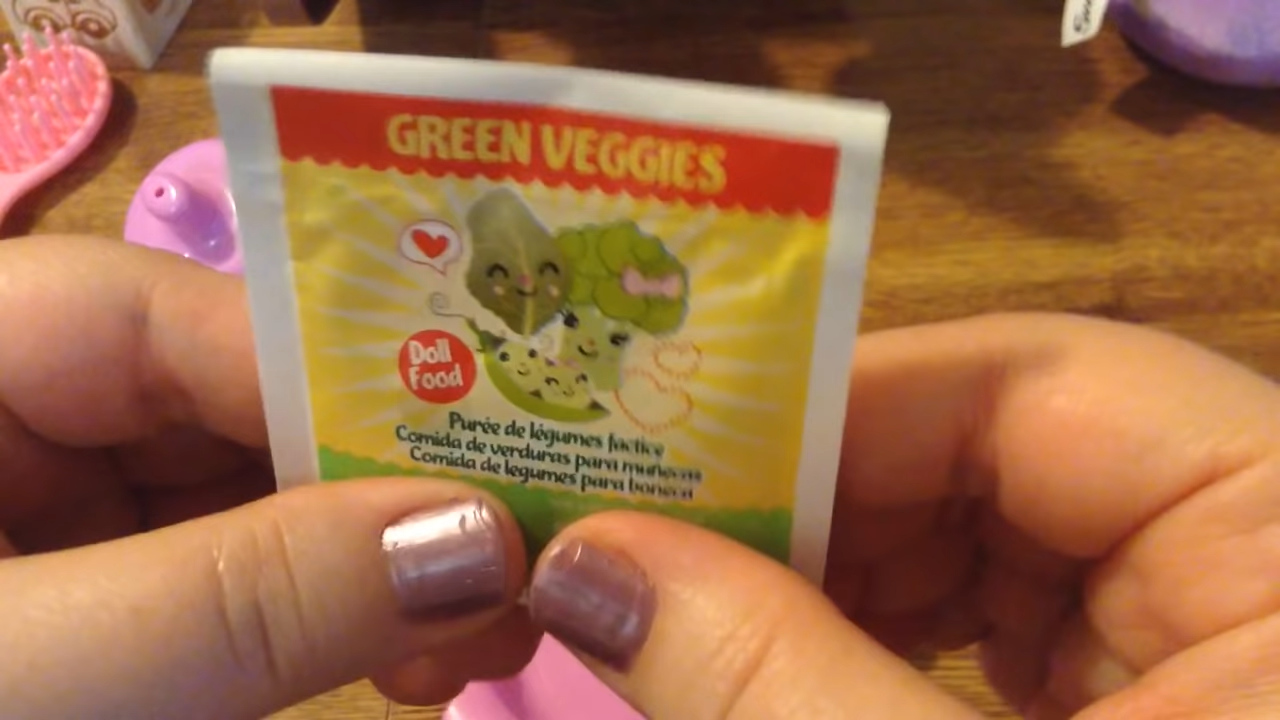 GREEN VEGGIES
Doll
Food
Purée de légumes factice
Comida de verduras para muñecas
Comida de legumes para boneca